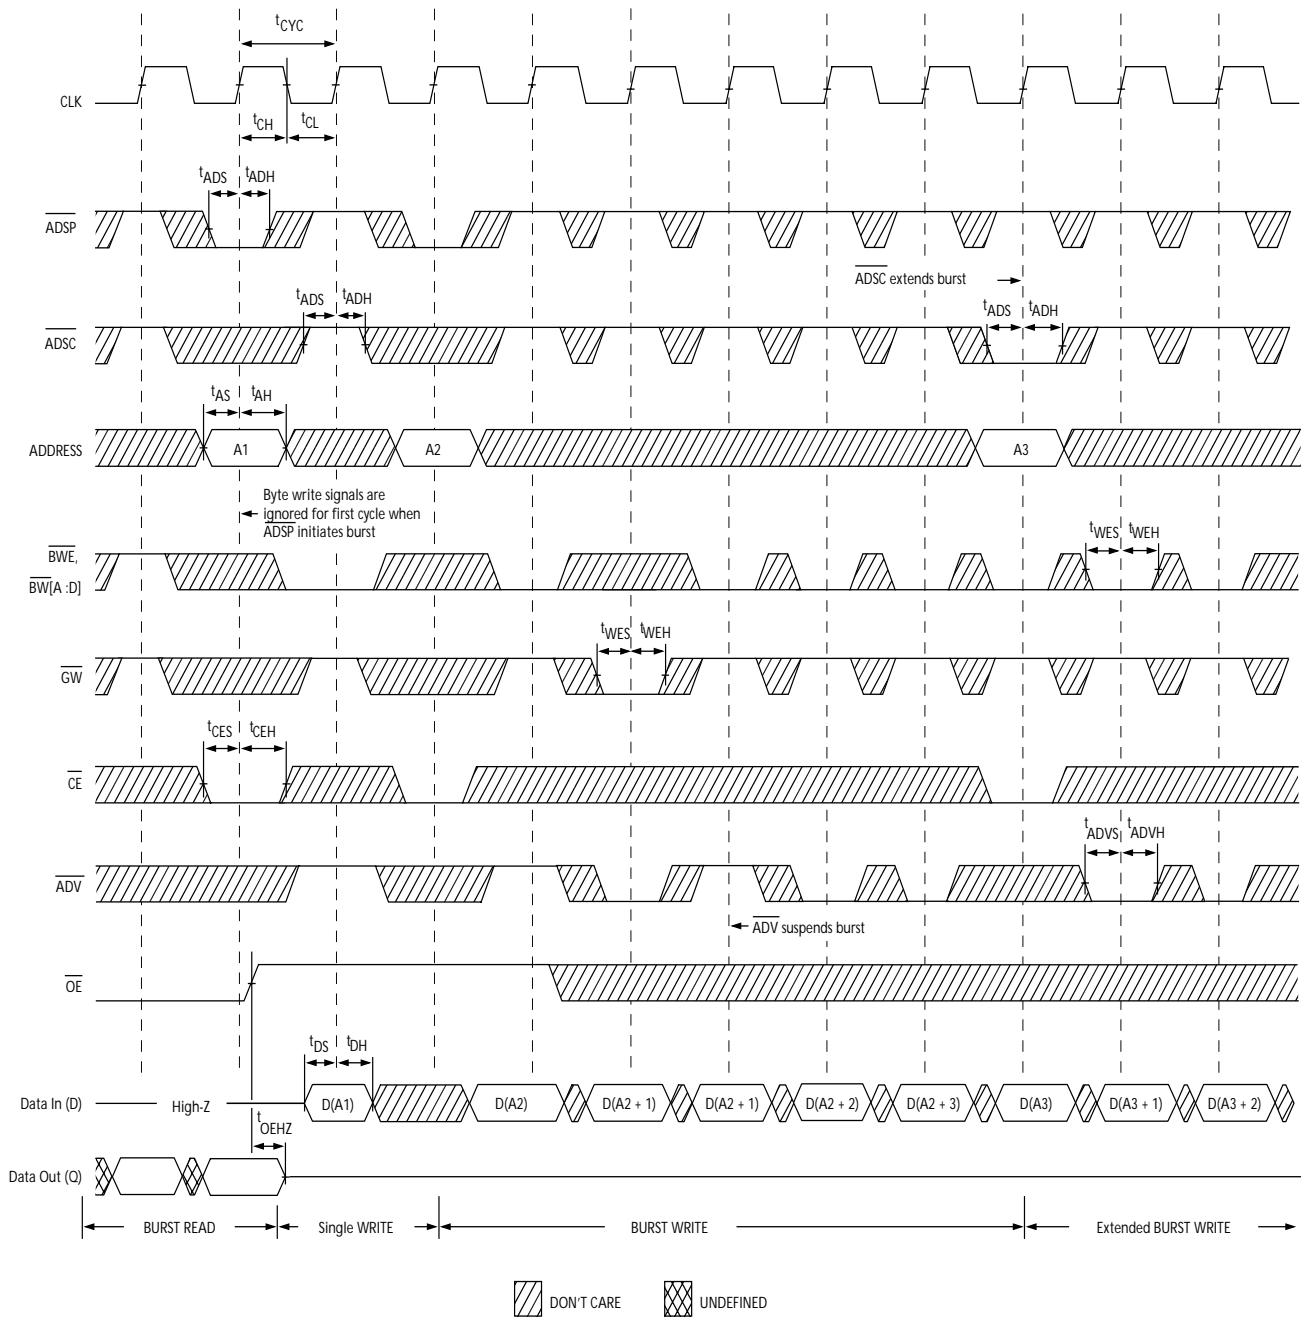 tCYC
CLK
tCH
tCL
tADS
tADH
ADSP
ADSC extends burst
tADS
tADH
tADS
tADH
ADSC
tAS
tAH
ADDRESS
A1
A2
A3
Byte write signals are
ignored for first cycle when
ADSP initiates burst
tWES
tWEH
BWE,
BW[A :D]
tWES
tWEH
GW
tCES
tCEH
CE
tADVS
tADVH
ADV
ADV suspends burst
OE
tDS
tDH
Data In (D)
High-Z
D(A1)
D(A2)
D(A2 + 1)
D(A2 + 1)
D(A2 + 2)
D(A2 + 3)
D(A3)
D(A3 + 1)
D(A3 + 2)
tOEHZ
Data Out (Q)
BURST READ
Single WRITE
BURST WRITE
Extended BURST WRITE
DON'T CARE
UNDEFINED